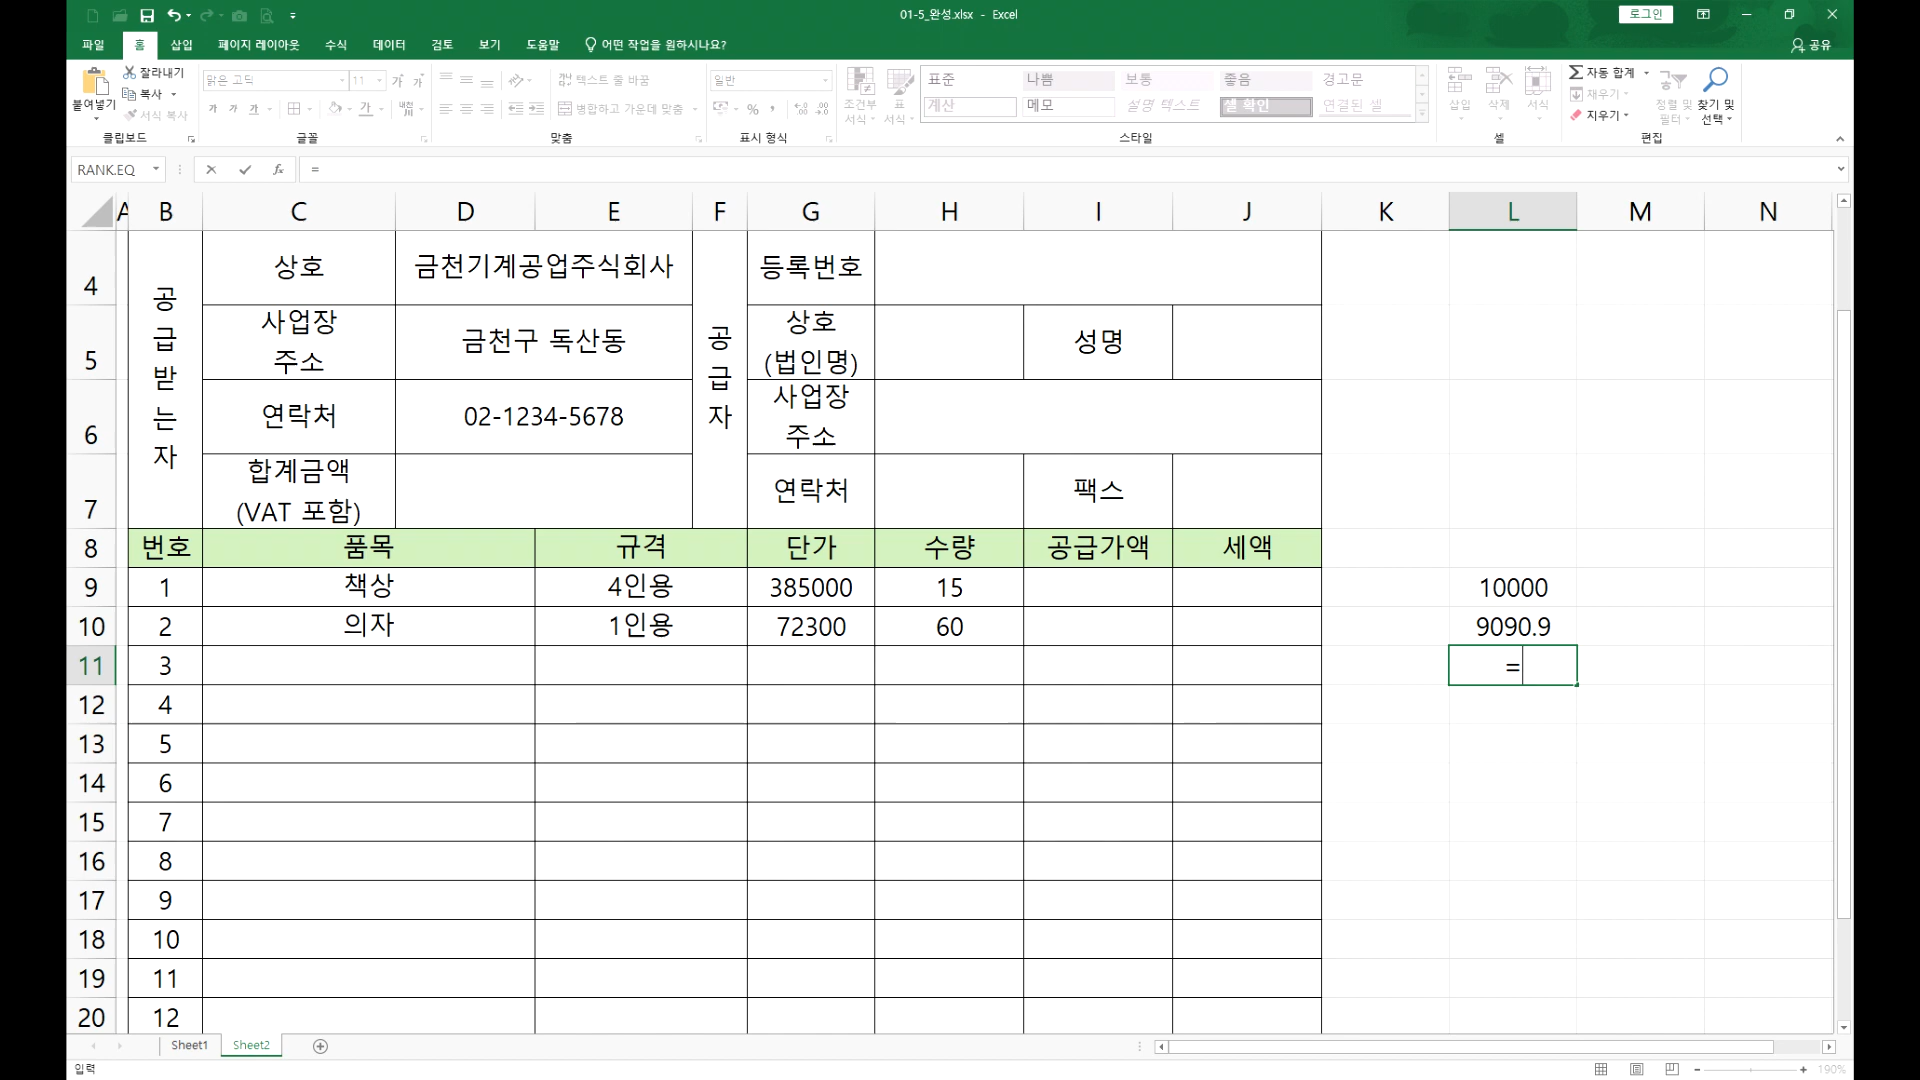 01-5_완성.xlsx - Excel
로그인
파일 홈 삽입 페이지 레이아웃 수식 데이터 검토 보기 도움말 어떤 작업을 원하시나요? 공유
붙여넣기 잘라내기 복사 서식 복사 클립보드
맑은 고딕 11 가 가
가 가 가 내천
글꼴
텍스트 줄 바꿈
병합하고 가운데 맞춤
맞춤
일반
% ,
표시 형식
조건부 서식 표 서식
표준 나쁨 보통 좋음 경고문
계산 메모 설명 텍스트 셀 확인 연결된 셀
스타일
삽입 삭제 서식
셀
자동 합계
채우기
지우기
정렬 및 필터 찾기 및 선택
편집
RANK.EQ fx =
A B C D E F G H I J K L M N
4 공급받는자 상호 금천기계공업주식회사 공급자 등록번호
5 사업장 주소 금천구 독산동 상호 (법인명) 성명
6 연락처 02-1234-5678 사업장 주소
7 합계금액 (VAT 포함) 연락처 팩스
8 번호 품목 규격 단가 수량 공급가액 세액
9 1 책상 4인용 385000 15 10000
10 2 의자 1인용 72300 60 9090.9
11 3 =
12 4
13 5
14 6
15 7
16 8
17 9
18 10
19 11
20 12
Sheet1 Sheet2
입력 190%